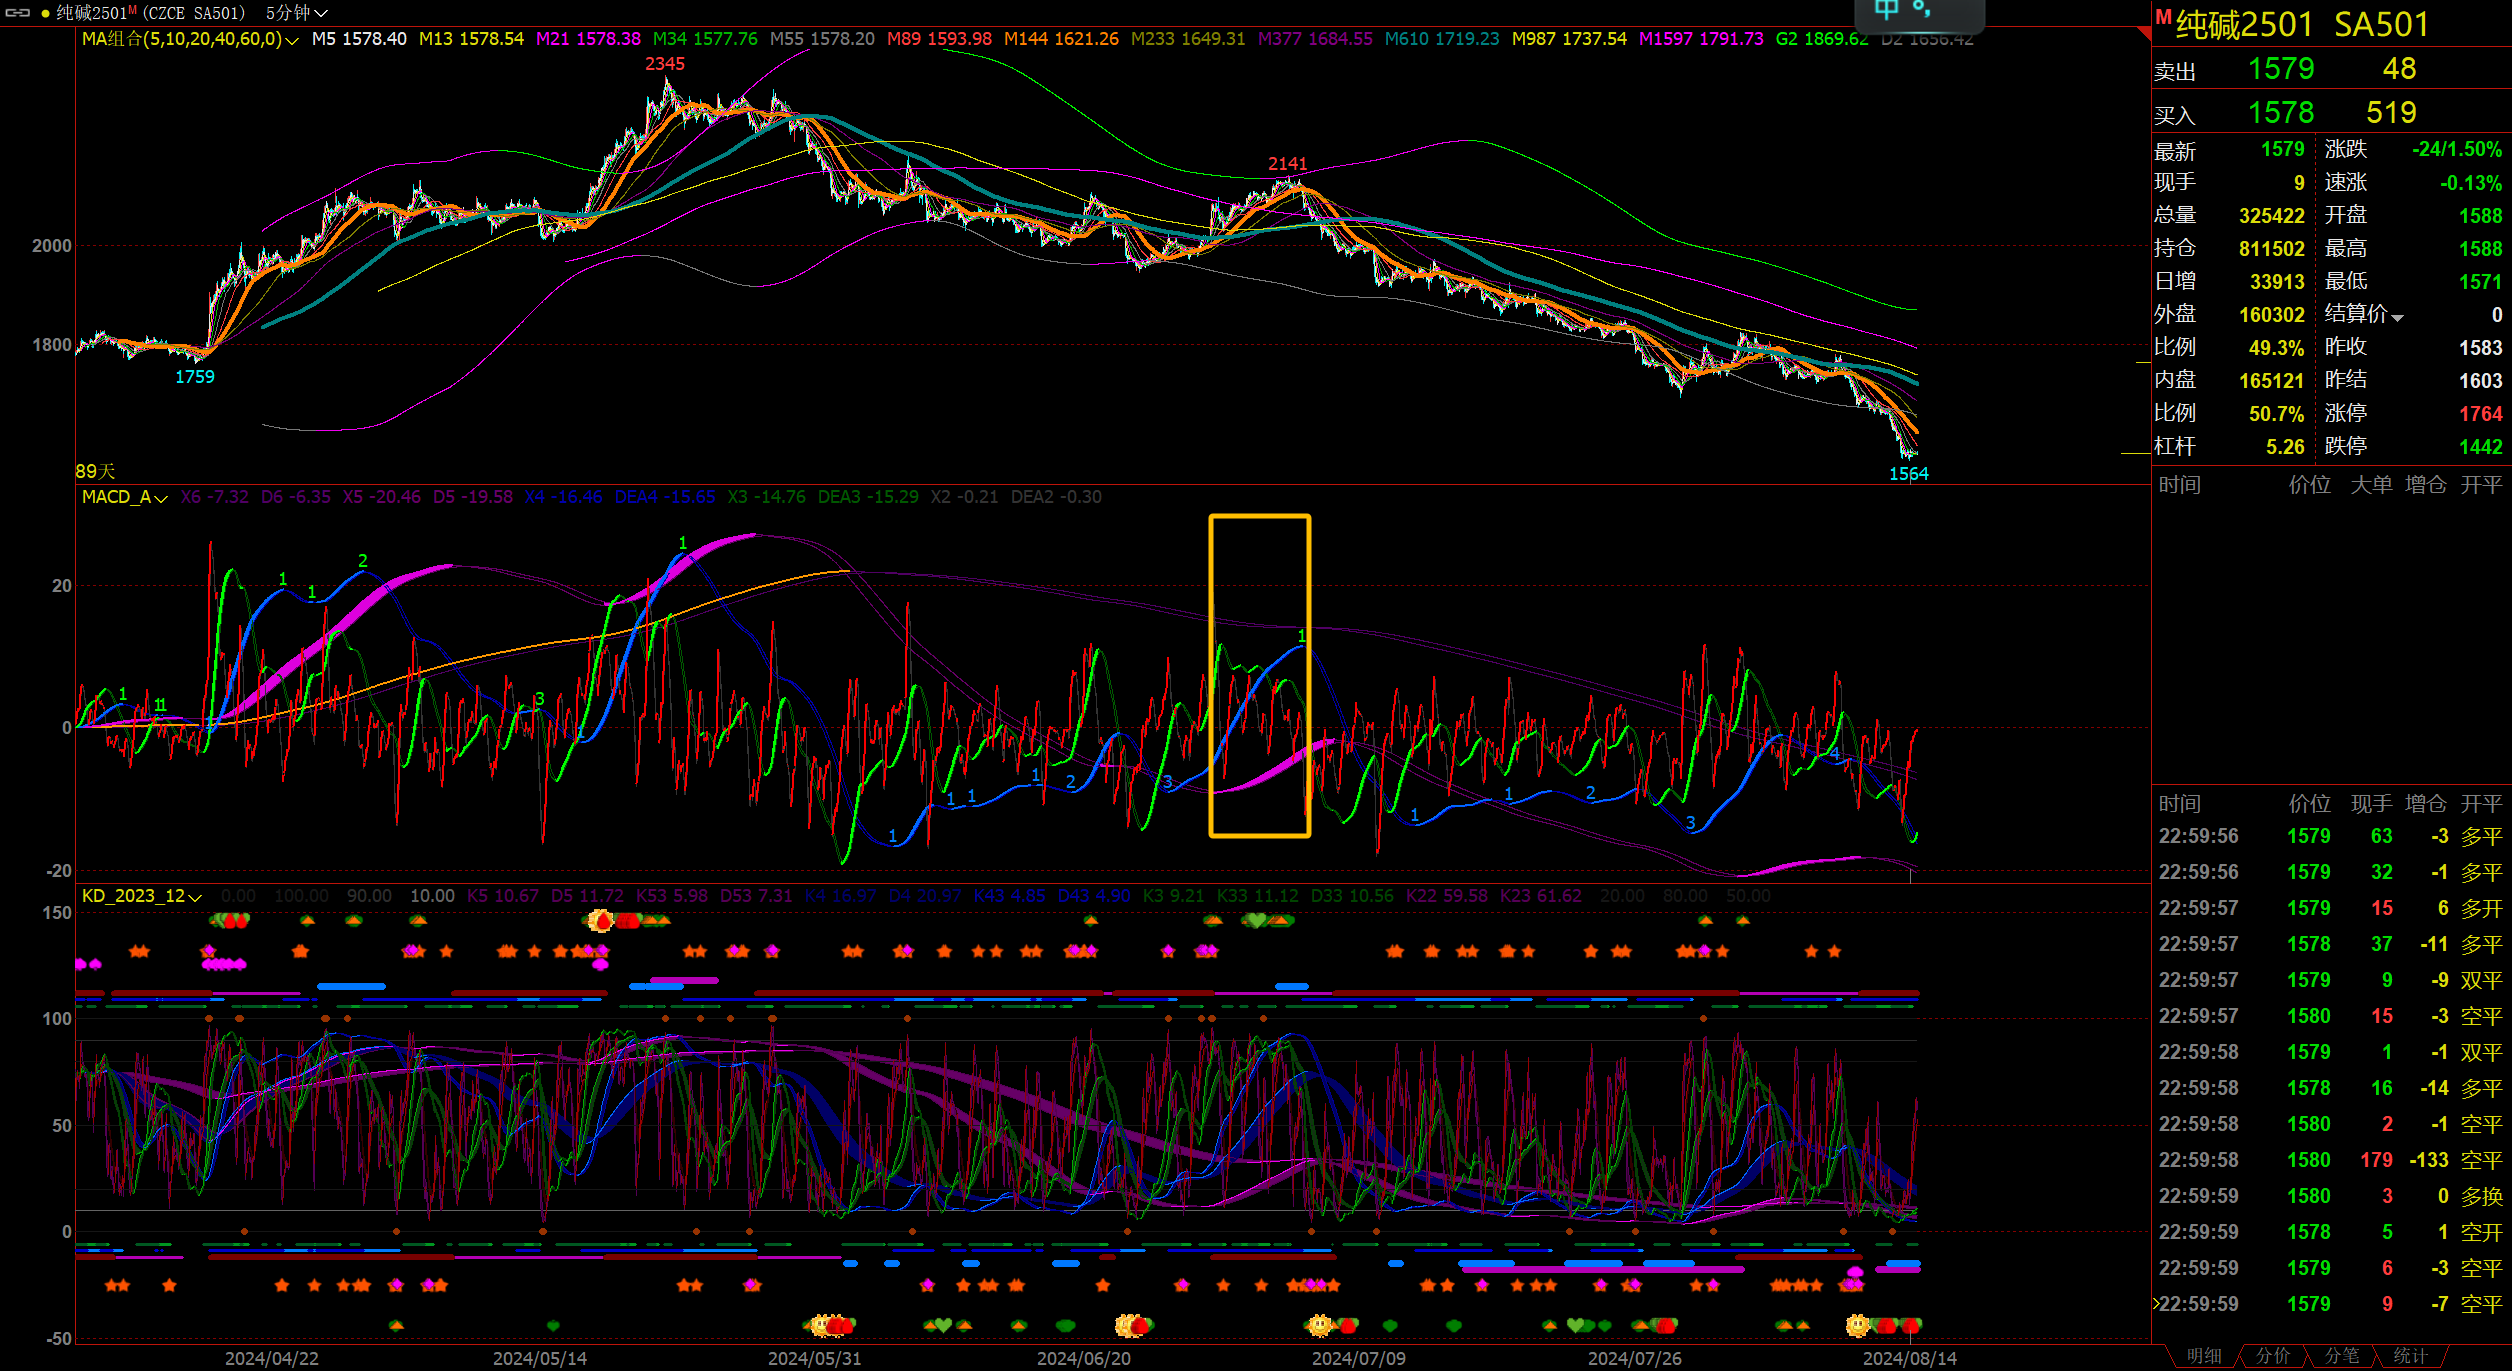 纯碱2501ᴹ (CZCE SA501) 5分钟
中
MA组合(5,10,20,40,60,0) M5 1578.40 M13 1578.54 M21 1578.38 M34 1577.76 M55 1578.20 M89 1593.98 M144 1621.26 M233 1649.31 M377 1684.55 M610 1719.23 M987 1737.54 M1597 1791.73 G2 1869.62 D2 1656.42
2345
2141
2000
1800
1759
1564
89天
MACD_A X6 -7.32 D6 -6.35 X5 -20.46 D5 -19.58 X4 -16.46 DEA4 -15.65 X3 -14.76 DEA3 -15.29 X2 -0.21 DEA2 -0.30
1
2
1
1
20
1
3
1
1 1
0
1
2
3
4
1
1 1
1
1
2
3
-20
KD_2023_12 0.00 100.00 90.00 10.00 K5 10.67 D5 11.72 K53 5.98 D53 7.31 K4 16.97 D4 20.97 K43 4.85 D43 4.90 K3 9.21 K33 11.12 D33 10.56 K22 59.58 K23 61.62 20.00 80.00 50.00
150
100
50
0
-50
2024/04/22 2024/05/14 2024/05/31 2024/06/20 2024/07/09 2024/07/26 2024/08/14
M 纯碱2501 SA501
卖出 1579 48
买入 1578 519
最新 1579 涨跌 -24/1.50%
现手 9 速涨 -0.13%
总量 325422 开盘 1588
持仓 811502 最高 1588
日增 33913 最低 1571
外盘 160302 结算价 0
比例 49.3% 昨收 1583
内盘 165121 昨结 1603
比例 50.7% 涨停 1764
杠杆 5.26 跌停 1442
时间 价位 大单 增仓 开平
时间 价位 现手 增仓 开平
22:59:56 1579 63 -3 多平
22:59:56 1579 32 -1 多平
22:59:57 1579 15 6 多开
22:59:57 1578 37 -11 多平
22:59:57 1579 9 -9 双平
22:59:57 1580 15 -3 空平
22:59:58 1579 1 -1 双平
22:59:58 1578 16 -14 多平
22:59:58 1580 2 -1 空平
22:59:58 1580 179 -133 空平
22:59:59 1580 3 0 多换
22:59:59 1578 5 1 空开
22:59:59 1579 6 -3 空平
22:59:59 1579 9 -7 空平
明细 分价 分笔 统计